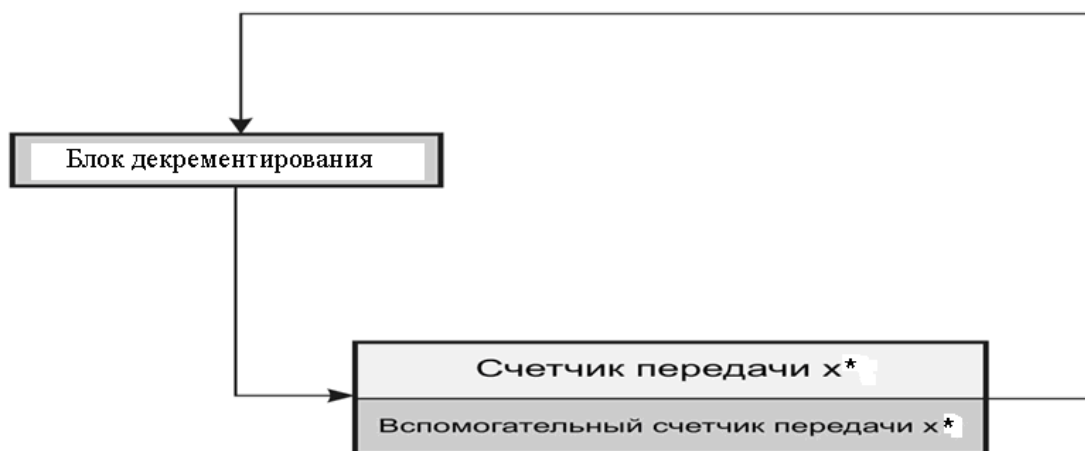 Блок декрементирования
Счетчик передачи x*
Вспомогательный счетчик передачи x*